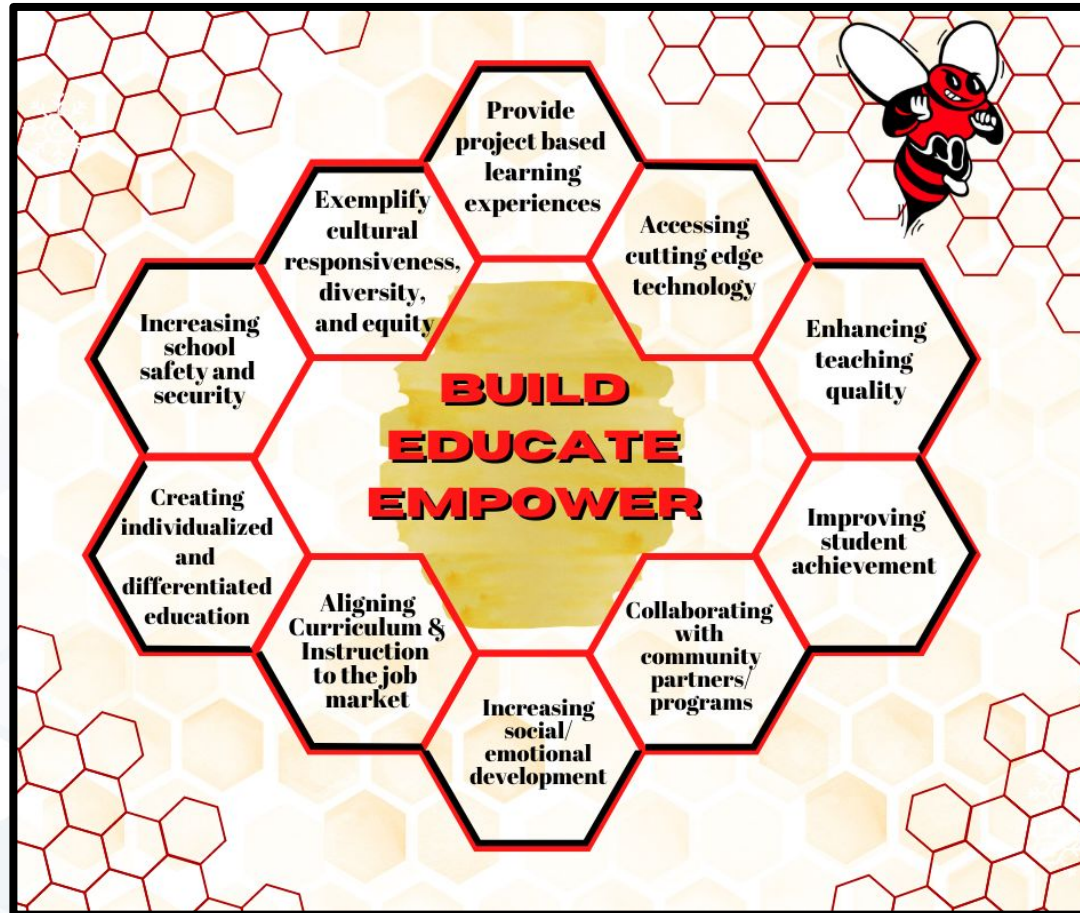 Provide
project based
learning
experiences
Accessing
cutting edge
technology
Enhancing
teaching
quality
Improving
student
achievement
Collaborating
with
community
partners/
programs
Increasing
social/
emotional
development
Aligning
Curriculum &
Instruction
to the job
market
Creating
individualized
and
differentiated
education
Increasing
school
safety and
security
Exemplify
cultural
responsiveness,
diversity,
and equity
BUILD
EDUCATE
EMPOWER